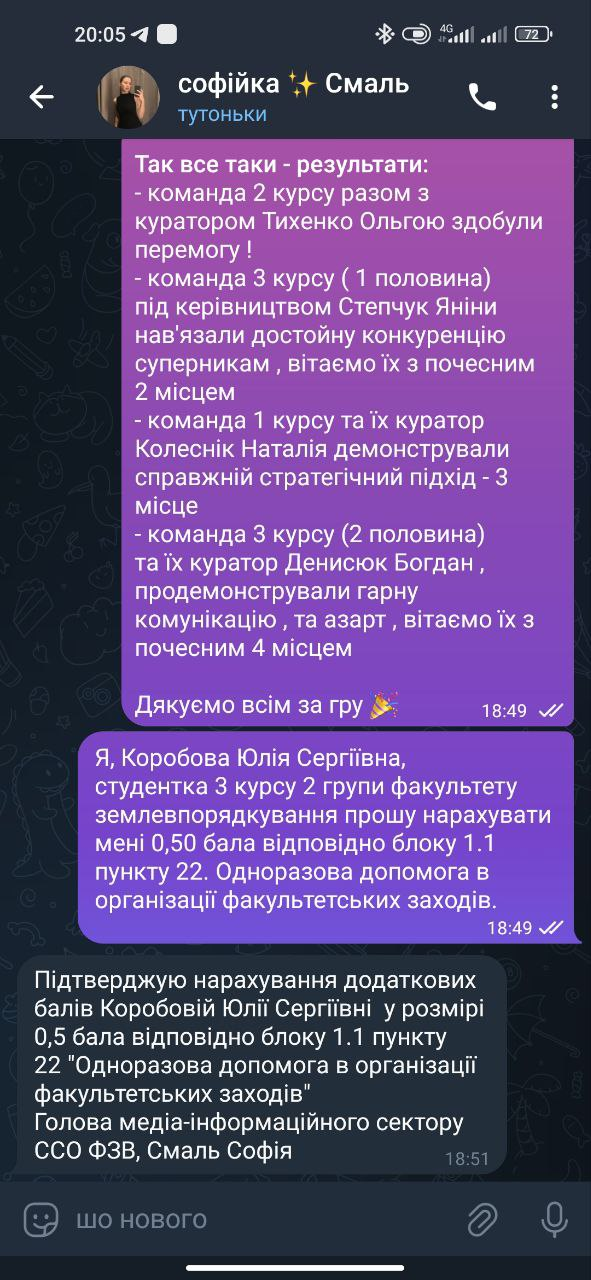 20:05
4G
72
софійка ✨ Смаль
тутоньки
Так все таки - результати:
- команда 2 курсу разом з
куратором Тихенко Ольгою здобули
перемогу !
- команда 3 курсу ( 1 половина)
під керівництвом Степчук Яніни
нав'язали достойну конкуренцію
суперникам , вітаємо їх з почесним
2 місцем
- команда 1 курсу та їх куратор
Колеснік Наталія демонстрували
справжній стратегічний підхід - 3
місце
- команда 3 курсу (2 половина)
та їх куратор Денисюк Богдан ,
продемонстрували гарну
комунікацію , та азарт , вітаємо їх з
почесним 4 місцем
Дякуємо всім за гру 🎉
18:49
Я, Коробова Юлія Сергіївна,
студентка 3 курсу 2 групи факультету
землевпорядкування прошу нарахувати
мені 0,50 бала відповідно блоку 1.1
пункту 22. Одноразова допомога в
організації факультетських заходів.
18:49
Підтверджую нарахування додаткових
балів Коробовій Юлії Сергіївні у розмірі
0,5 бала відповідно блоку 1.1 пункту
22 "Одноразова допомога в організації
факультетських заходів"
Голова медіа-інформаційного сектору
ССО ФЗВ, Смаль Софія
18:51
шо нового